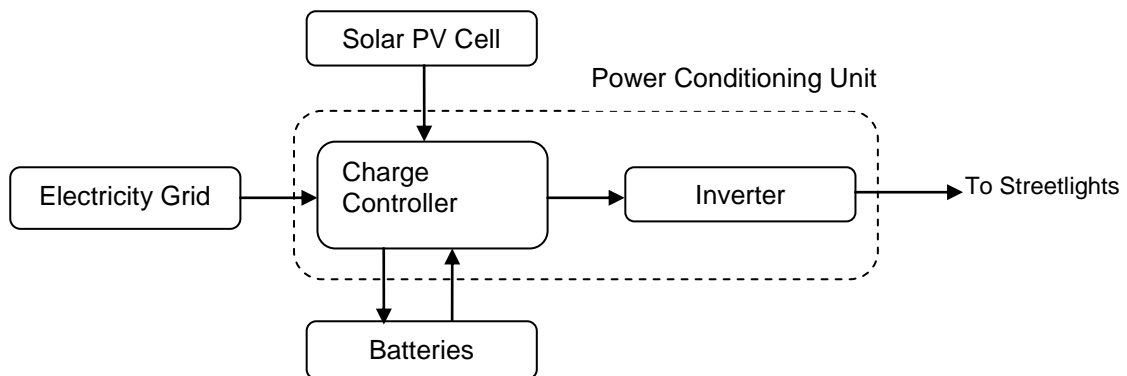 Solar PV Cell
Power Conditioning Unit
Electricity Grid
Charge
Controller
Inverter
To Streetlights
Batteries